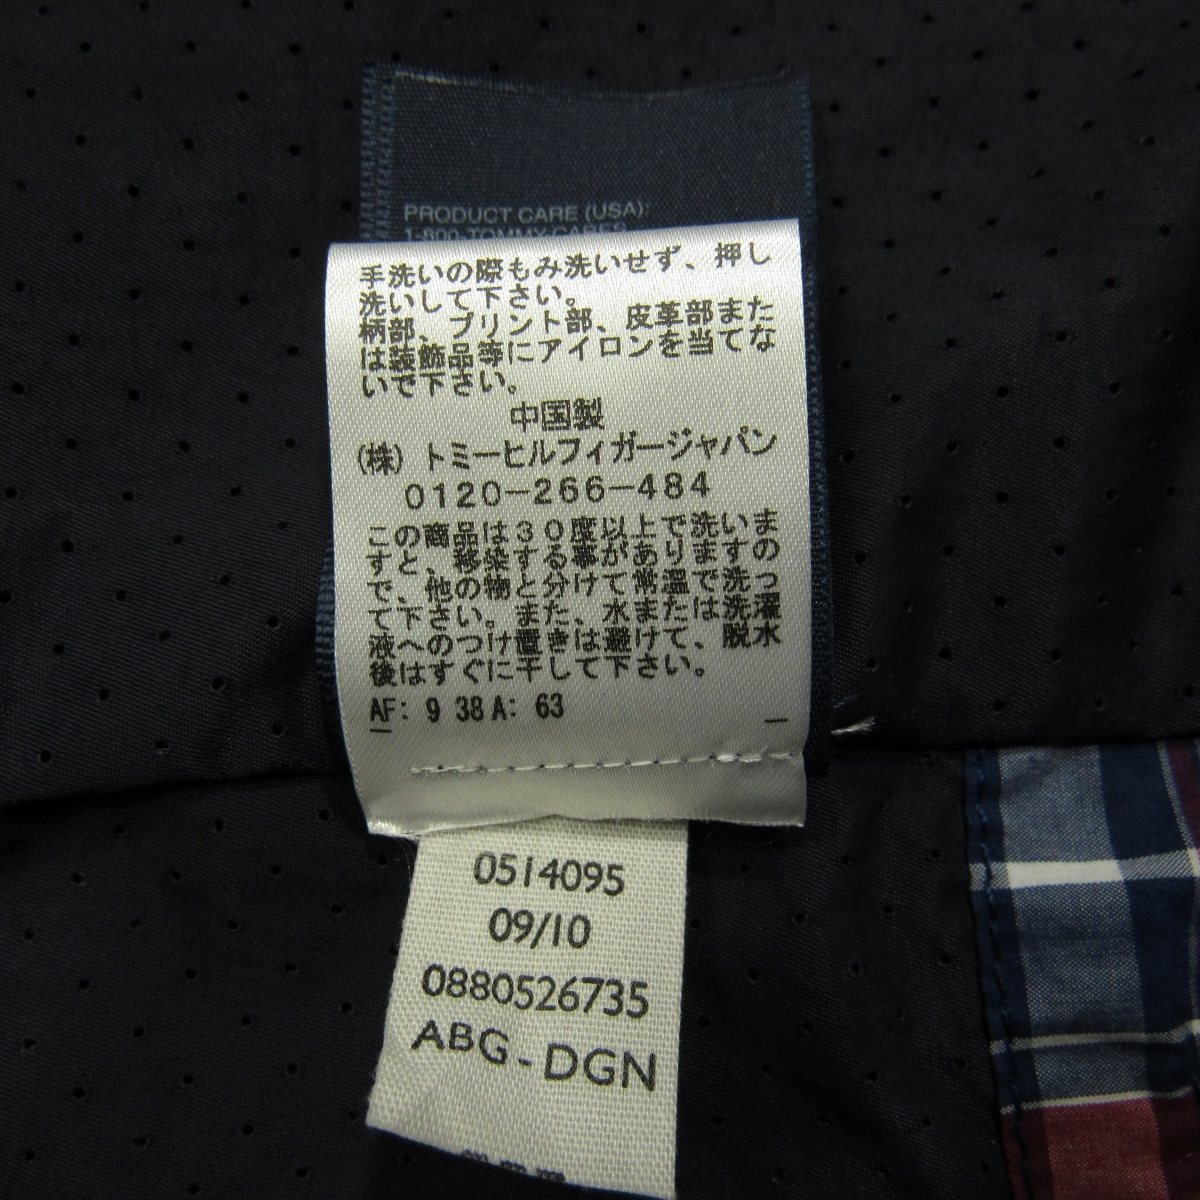 PRODUCT CARE (USA):
1-800-TOMMY-CARES
手洗いの際もみ洗いせず、押し
洗いして下さい。
柄部、プリント部、皮革部また
は装飾品等にアイロンを当てな
いで下さい。
中国製
(株) トミーヒルフィガージャパン
0120-266-484
この商品は30度以上で洗いま
すと、移染する事がありますの
で、他の物と分けて常温で洗っ
て下さい。また、水または洗濯
液へのつけ置きは避けて、脱水
後はすぐに干して下さい。
AF: 9 38 A: 63
0514095
09/10
0880526735
ABG-DGN